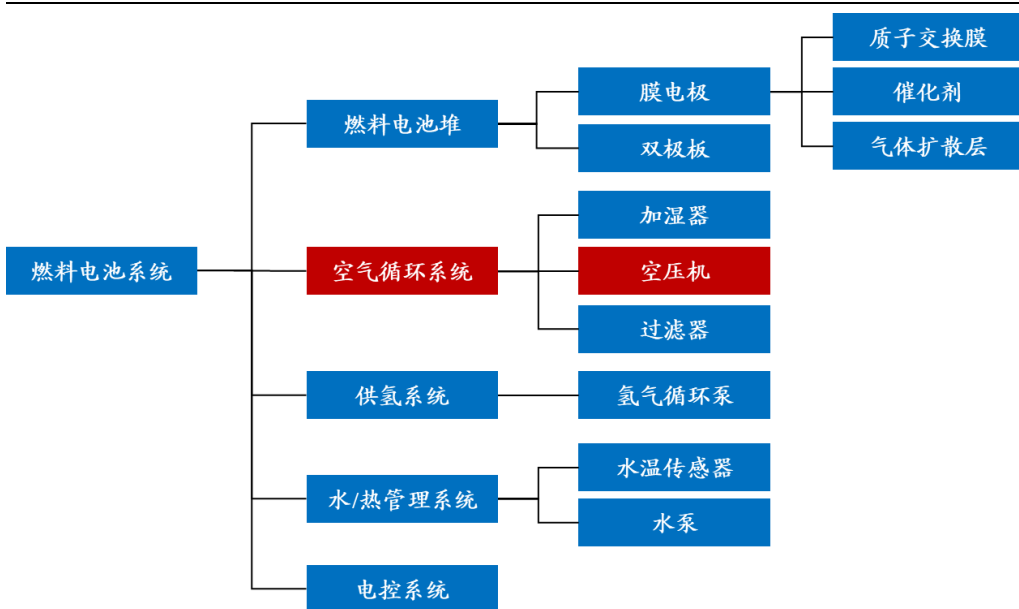 燃料电池系统
燃料电池堆
膜电极
质子交换膜
催化剂
气体扩散层
双极板
空气循环系统
加湿器
空压机
过滤器
供氢系统
氢气循环泵
水/热管理系统
水温传感器
水泵
电控系统